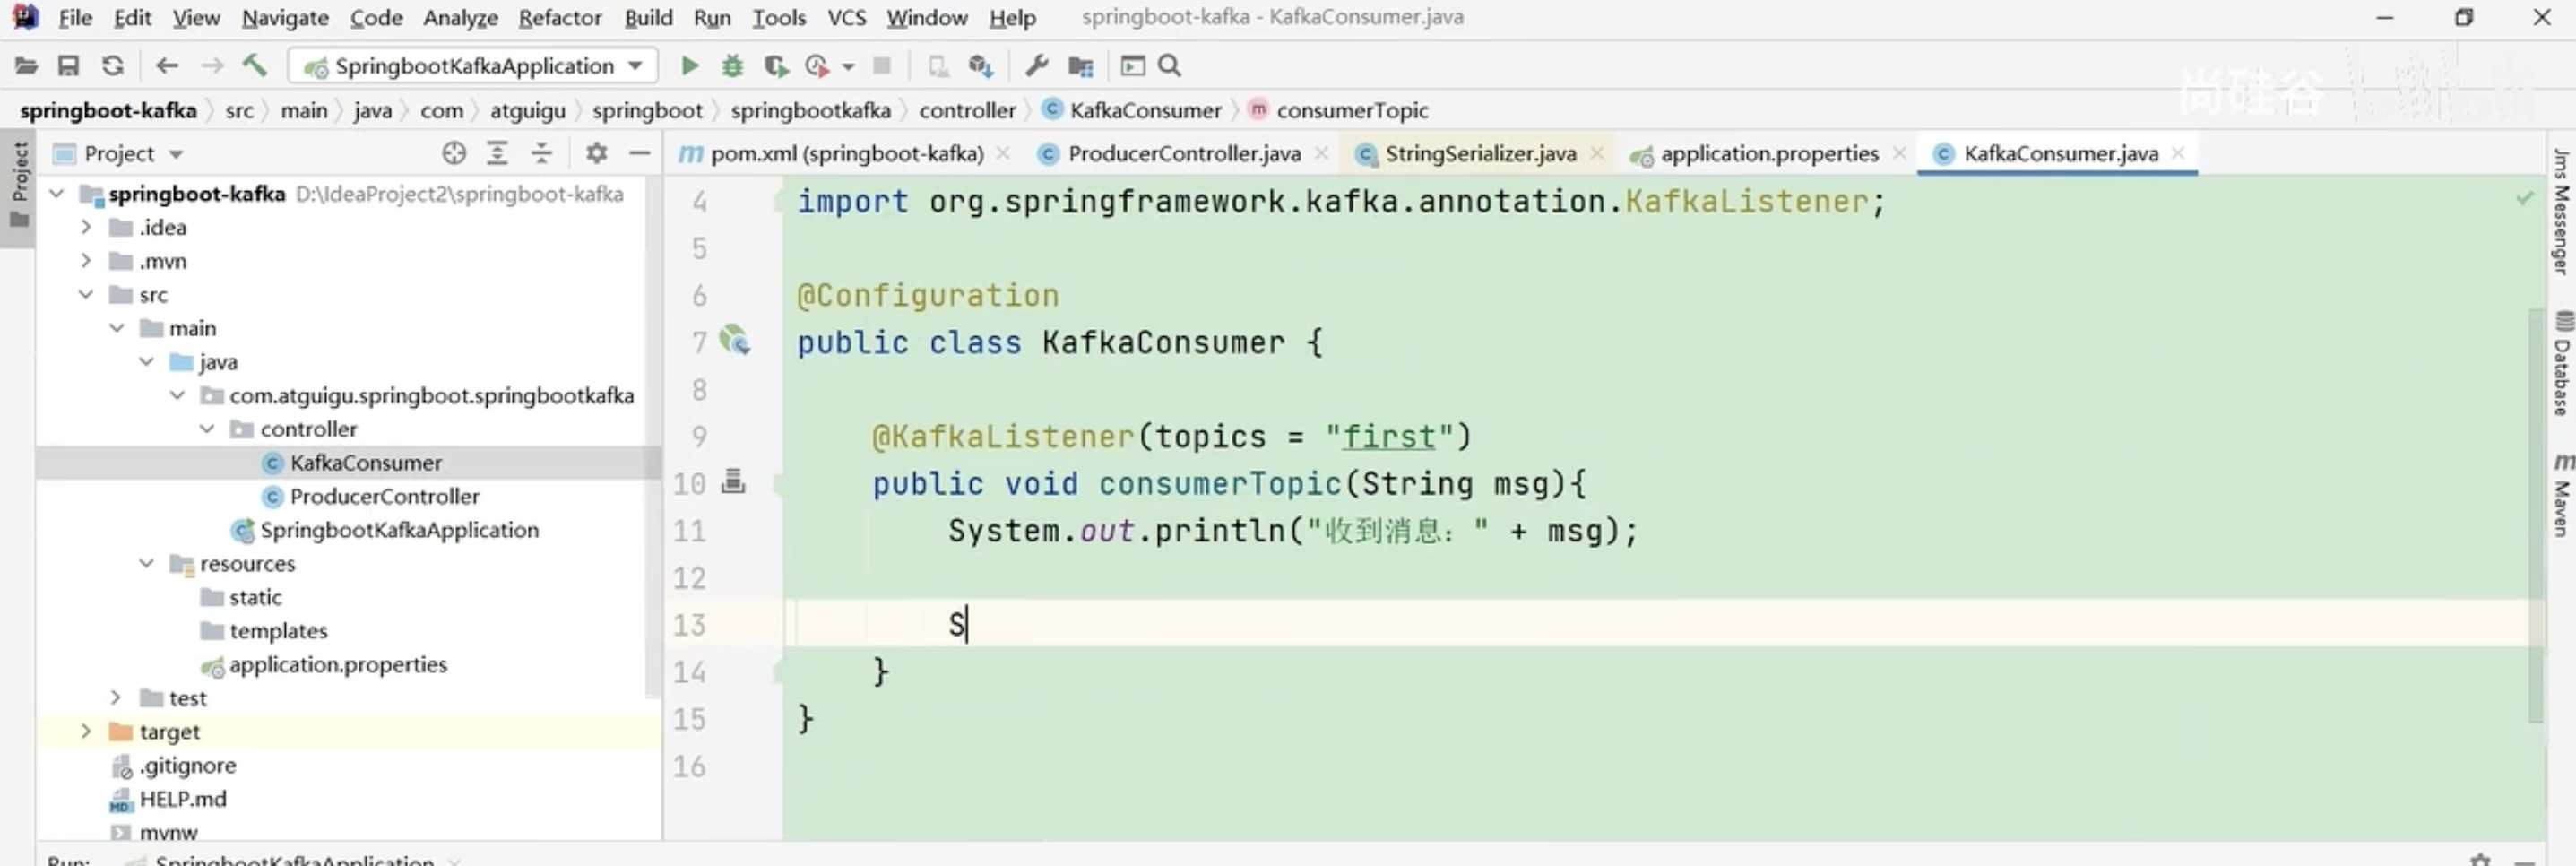 File Edit View Navigate Code Analyze Refactor Build Run Tools VCS Window Help springboot-kafka - KafkaConsumer.java
SpringbootKafkaApplication
尚硅谷
springboot-kafka src main java com atguigu springboot springbootkafka controller KafkaConsumer consumerTopic
Project
Project
pom.xml (springboot-kafka) ProducerController.java StringSerializer.java application.properties KafkaConsumer.java
springboot-kafka D:\IdeaProject2\springboot-kafka
.idea
.mvn
src
main
java
com.atguigu.springboot.springbootkafka
controller
KafkaConsumer
ProducerController
SpringbootKafkaApplication
resources
static
templates
application.properties
test
target
.gitignore
HELP.md
mvnw
4 import org.springframework.kafka.annotation.KafkaListener;
5
6 @Configuration
7 public class KafkaConsumer {
8
9 @KafkaListener(topics = "first")
10 public void consumerTopic(String msg){
11 System.out.println("收到消息：" + msg);
12
13 S
14 }
15 }
16
Jms Messenger
Database
Maven
Run: SpringbootKafkaApplication